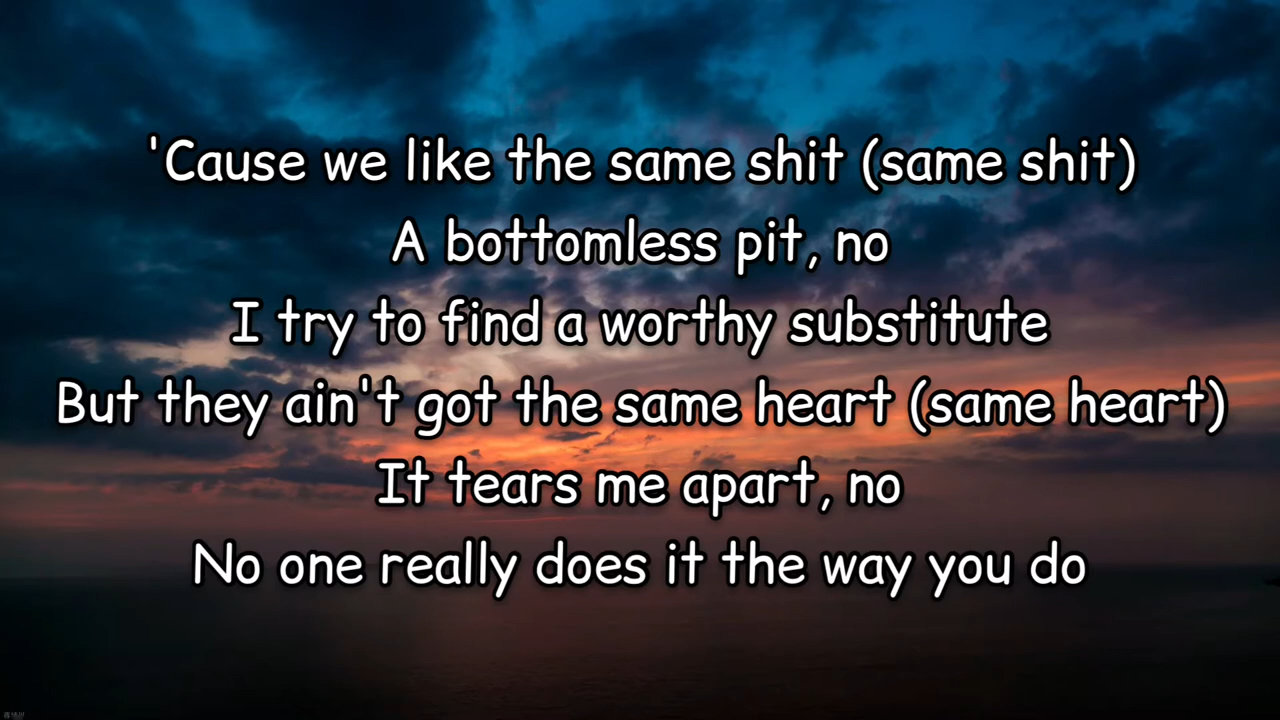 'Cause we like the same shit (same shit)
A bottomless pit, no
I try to find a worthy substitute
But they ain't got the same heart (same heart)
It tears me apart, no
No one really does it the way you do